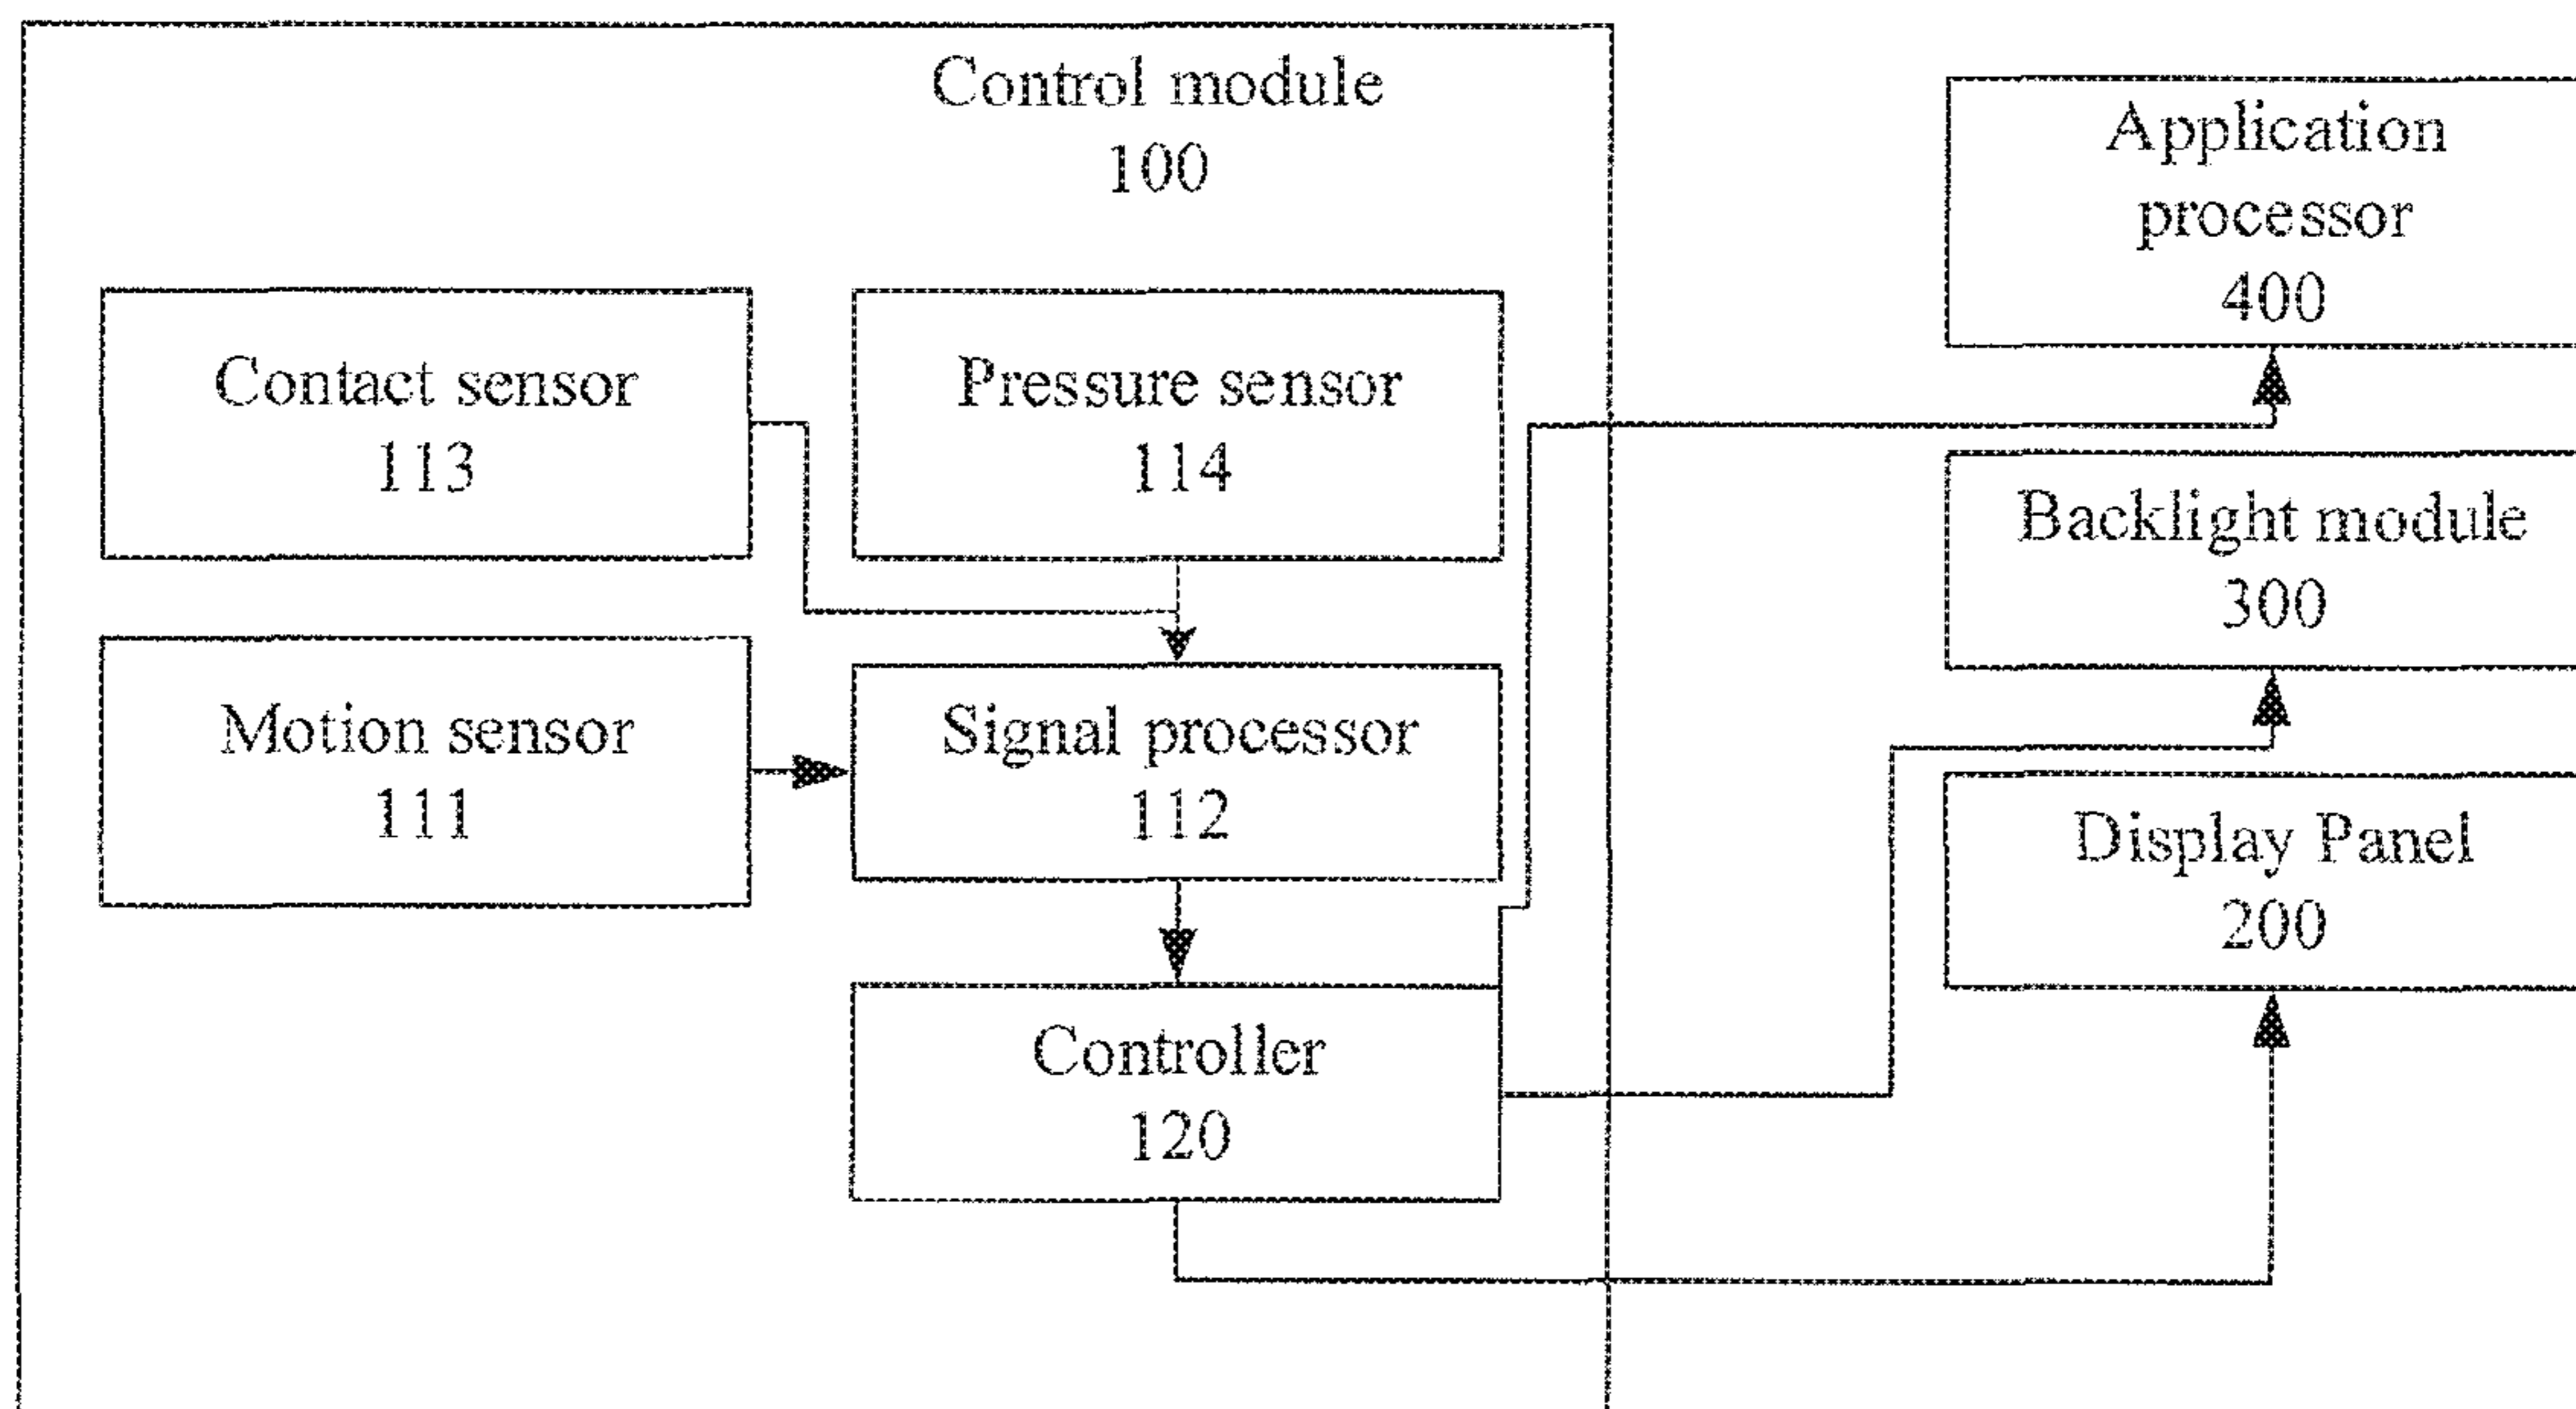 Control module
100
Application
processor
400
Contact sensor
113
Pressure sensor
114
Backlight module
300
Motion sensor
111
Signal processor
112
Display Panel
200
Controller
120